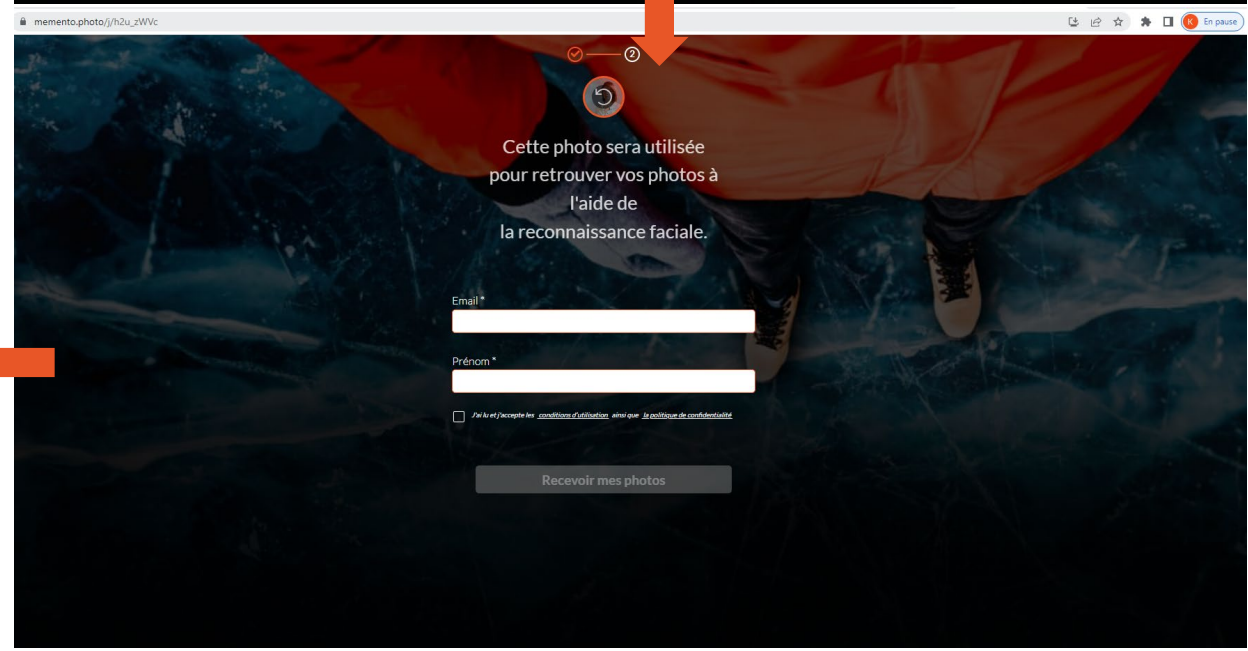 memento.photo/j/h2u_zWVc
K En pause
2
Cette photo sera utilisée
pour retrouver vos photos à
l'aide de
la reconnaissance faciale.
Email *
Prénom *
J'ai lu et j'accepte les conditions d'utilisation ainsi que la politique de confidentialité
Recevoir mes photos